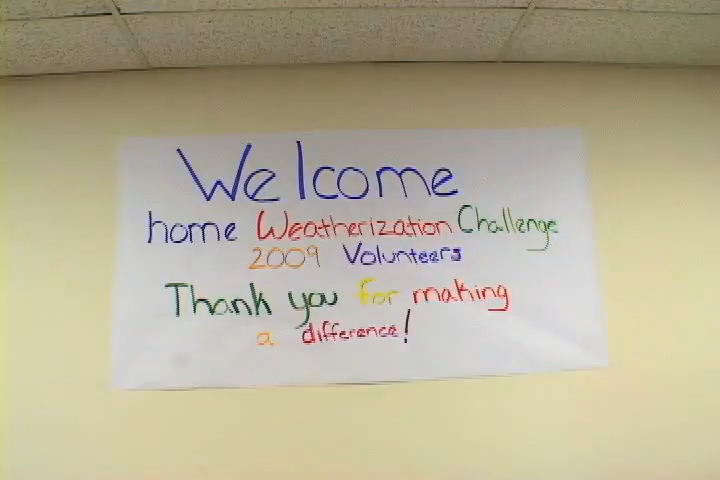 Welcome
home Weatherization Challenge
2009 Volunteers
Thank you for making
a difference!